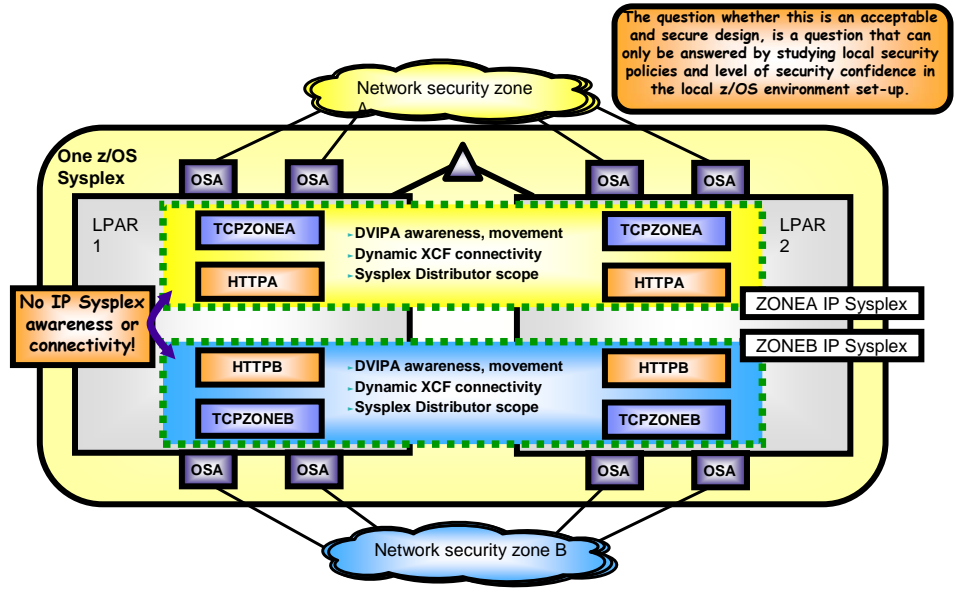 The question whether this is an acceptable
and secure design, is a question that can
only be answered by studying local security
policies and level of security confidence in
the local z/OS environment set-up.
Network security zone
A
One z/OS
Sysplex
OSA
OSA
OSA
OSA
LPAR
1
LPAR
2
TCPZONEA
HTTPA
DVIPA awareness, movement
Dynamic XCF connectivity
Sysplex Distributor scope
TCPZONEA
HTTPA
No IP Sysplex
awareness or
connectivity!
ZONEA IP Sysplex
ZONEB IP Sysplex
HTTPB
TCPZONEB
DVIPA awareness, movement
Dynamic XCF connectivity
Sysplex Distributor scope
HTTPB
TCPZONEB
OSA
OSA
OSA
OSA
Network security zone B